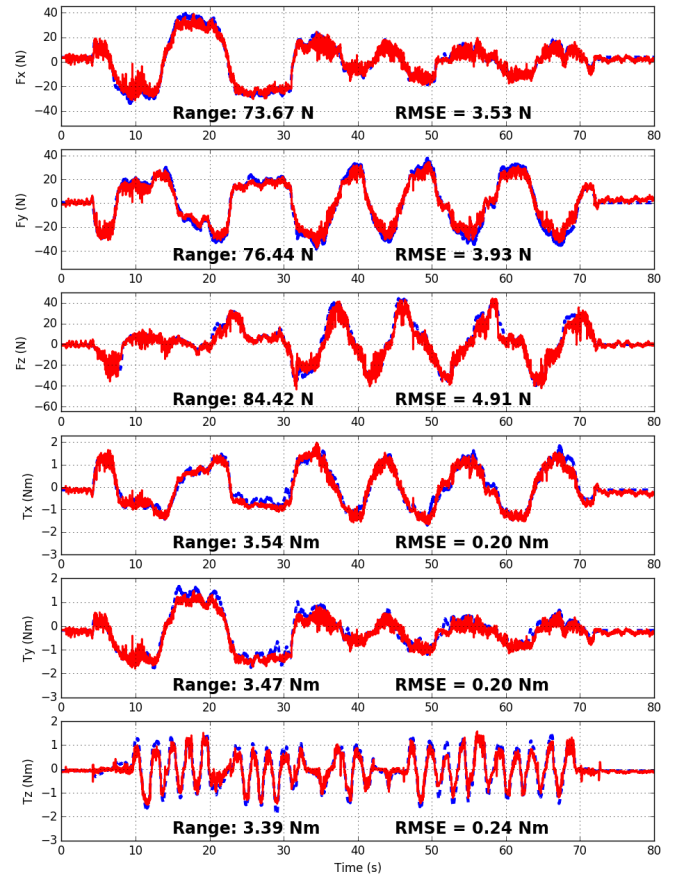 Fx (N)
40
20
0
−20
−40
Range: 73.67 N
RMSE = 3.53 N
0 10 20 30 40 50 60 70 80
Fy (N)
40
20
0
−20
−40
Range: 76.44 N
RMSE = 3.93 N
0 10 20 30 40 50 60 70 80
Fz (N)
40
20
0
−20
−40
−60
Range: 84.42 N
RMSE = 4.91 N
0 10 20 30 40 50 60 70 80
Tx (Nm)
2
1
0
−1
−2
−3
Range: 3.54 Nm
RMSE = 0.20 Nm
0 10 20 30 40 50 60 70 80
Ty (Nm)
2
1
0
−1
−2
−3
Range: 3.47 Nm
RMSE = 0.20 Nm
0 10 20 30 40 50 60 70 80
Tz (Nm)
2
1
0
−1
−2
−3
Range: 3.39 Nm
RMSE = 0.24 Nm
0 10 20 30 40 50 60 70 80
Time (s)